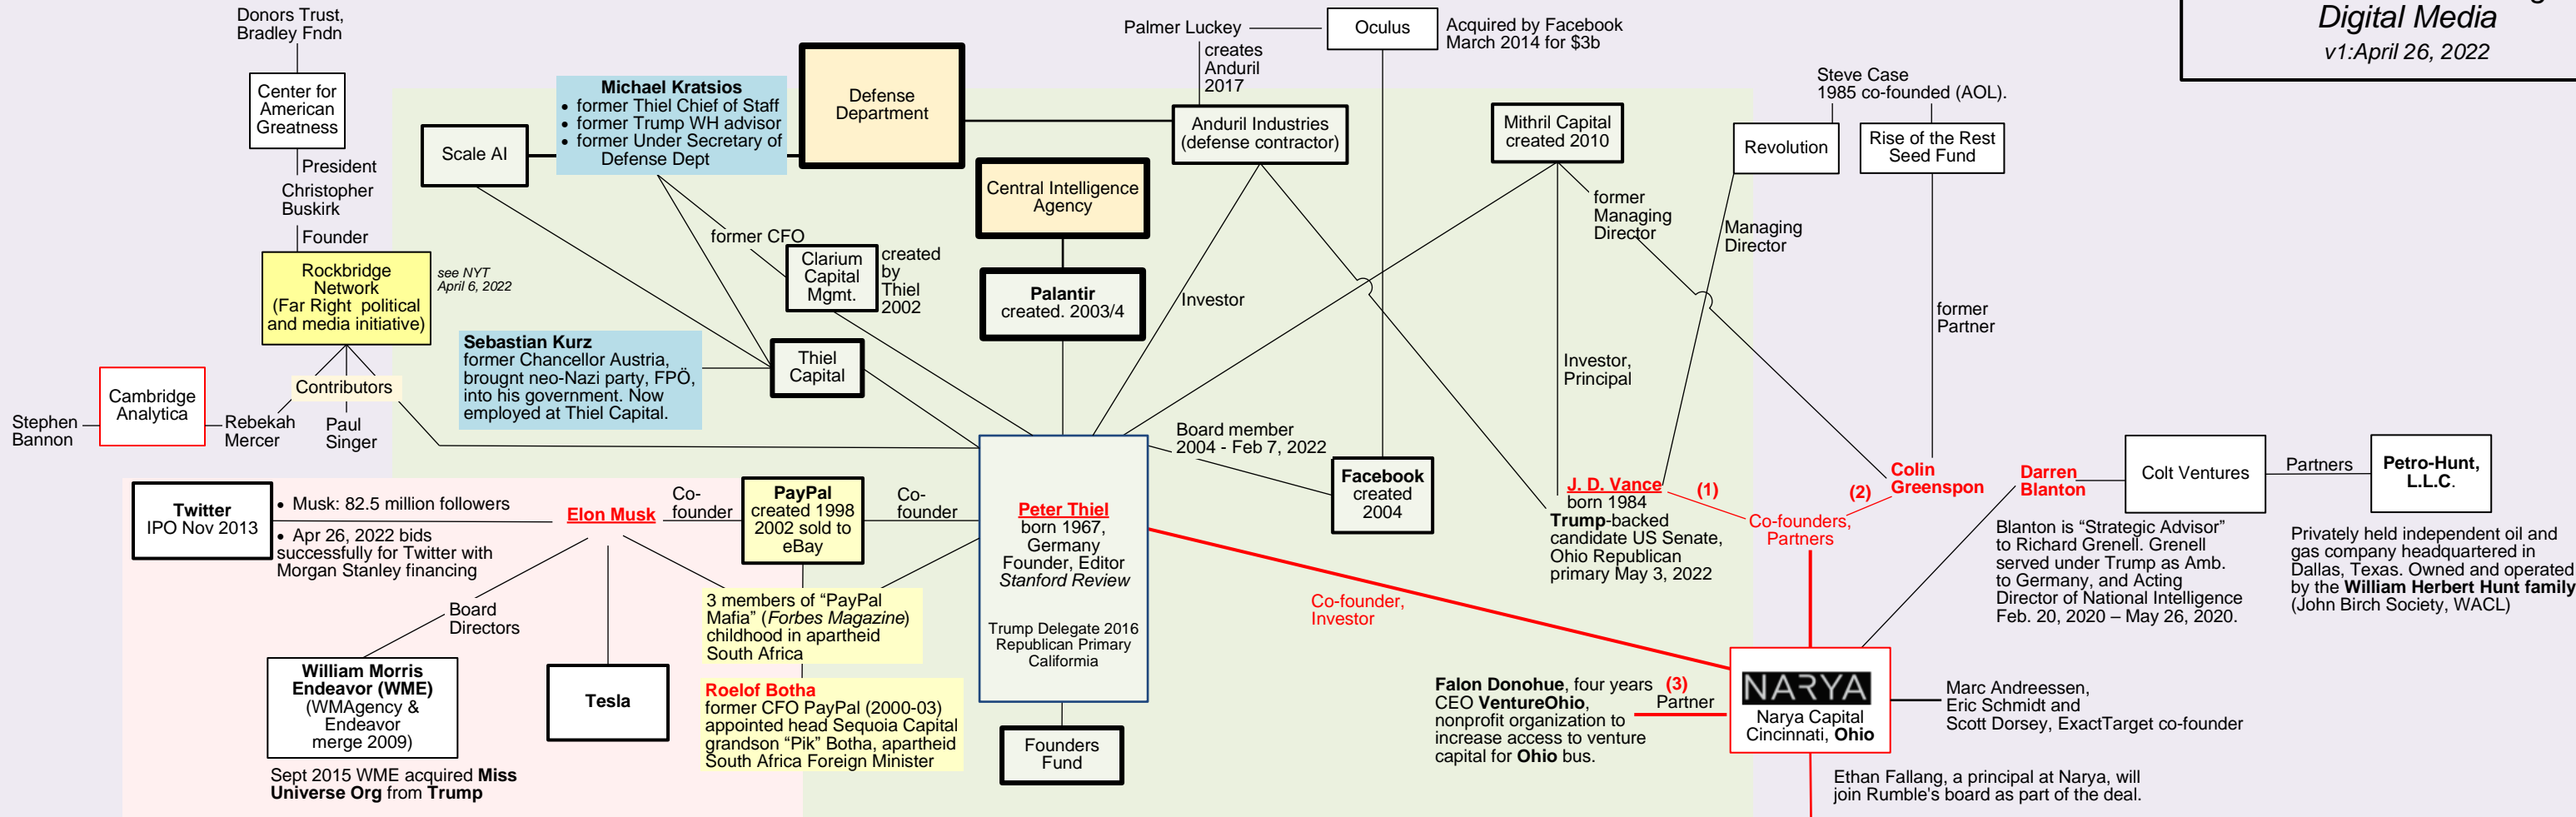 Donors Trust,
Bradley Fndn
Center for
American
Greatness
President
Christopher
Buskirk
Founder
Rockbridge
Network
(Far Right political
and media initiative)
see NYT
April 6, 2022
Contributors
Cambridge
Analytica
Stephen
Bannon
Rebekah
Mercer
Paul
Singer
Scale AI
Michael Kratsios
• former Thiel Chief of Staff
• former Trump WH advisor
• former Under Secretary of
Defense Dept
Defense
Department
former CFO
Clarium
Capital
Mgmt.
created
by
Thiel
2002
Sebastian Kurz
former Chancellor Austria,
brougnt neo-Nazi party, FPÖ,
into his government. Now
employed at Thiel Capital.
Thiel
Capital
Central Intelligence
Agency
Palantir
created. 2003/4
Palmer Luckey
creates
Anduril
2017
Oculus
Acquired by Facebook
March 2014 for $3b
Anduril Industries
(defense contractor)
Investor
Mithril Capital
created 2010
former
Managing
Director
Investor,
Principal
Digital Media
v1:April 26, 2022
Steve Case
1985 co-founded (AOL).
Revolution
Rise of the Rest
Seed Fund
Managing
Director
former
Partner
Board member
2004 - Feb 7, 2022
Facebook
created
2004
J. D. Vance
born 1984
Trump-backed
candidate US Senate,
Ohio Republican
primary May 3, 2022
(1)
(2)
Co-founders,
Partners
Colin
Greenspon
Darren
Blanton
Colt Ventures
Partners
Petro-Hunt,
L.L.C.
Blanton is “Strategic Advisor”
to Richard Grenell. Grenell
served under Trump as Amb.
to Germany, and Acting
Director of National Intelligence
Feb. 20, 2020 – May 26, 2020.
Privately held independent oil and
gas company headquartered in
Dallas, Texas. Owned and operated
by the William Herbert Hunt family
(John Birch Society, WACL)
Twitter
IPO Nov 2013
• Musk: 82.5 million followers
• Apr 26, 2022 bids
successfully for Twitter with
Morgan Stanley financing
Elon Musk
Co-
founder
PayPal
created 1998
2002 sold to
eBay
Co-
founder
Peter Thiel
born 1967,
Germany
Founder, Editor
Stanford Review
Trump Delegate 2016
Republican Primary
Califormia
Board
Directors
William Morris
Endeavor (WME)
(WMAgency &
Endeavor
merge 2009)
Sept 2015 WME acquired Miss
Universe Org from Trump
Tesla
3 members of “PayPal
Mafia” (Forbes Magazine)
childhood in apartheid
South Africa
Roelof Botha
former CFO PayPal (2000-03)
appointed head Sequoia Capital
grandson “Pik” Botha, apartheid
South Africa Foreign Minister
Founders
Fund
Co-founder,
Investor
Falon Donohue, four years
CEO VentureOhio,
nonprofit organization to
increase access to venture
capital for Ohio bus.
(3)
Partner
NARYA
Narya Capital
Cincinnati, Ohio
Marc Andreessen,
Eric Schmidt and
Scott Dorsey, ExactTarget co-founder
Ethan Fallang, a principal at Narya, will
join Rumble's board as part of the deal.